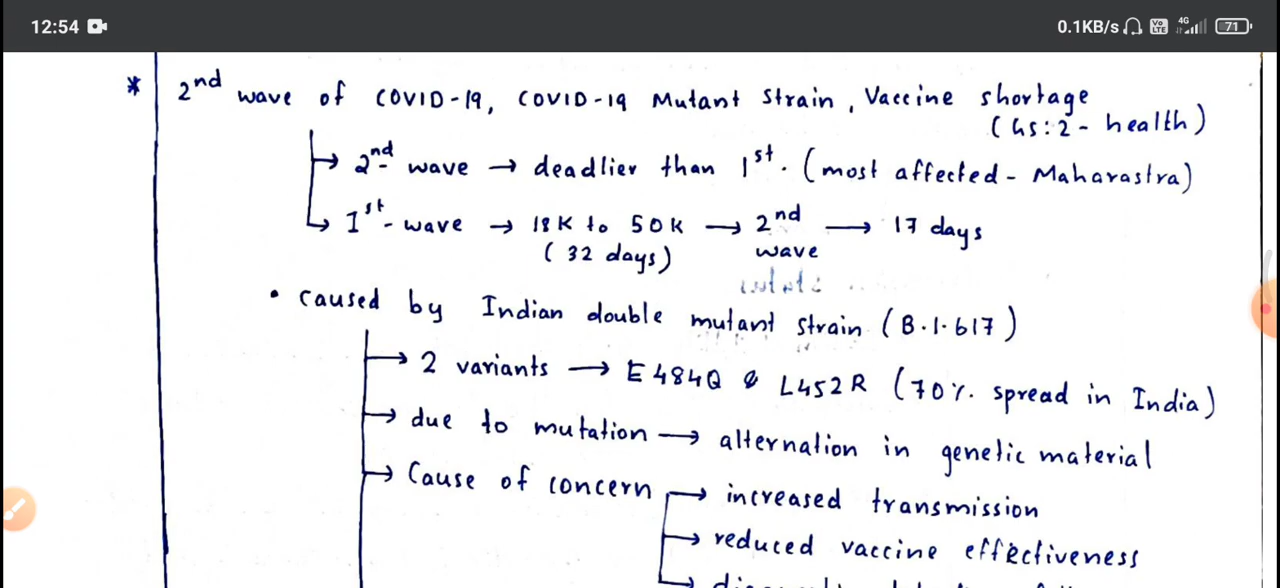 12:54
0.1KB/s
Vo LTE
4G
71
* 2nd wave of COVID-19, COVID-19 Mutant Strain, Vaccine shortage
(GS:2 - health)
→ 2nd wave → deadlier than 1st. (most affected - Maharastra)
→ 1st-wave → 18K to 50K → 2nd wave → 17 days
(32 days)
• caused by Indian double mutant strain (B.1.617)
→ 2 variants → E484Q & L452R (70% spread in India)
→ due to mutation → alternation in genetic material
→ Cause of concern → increased transmission
→ reduced vaccine effectiveness